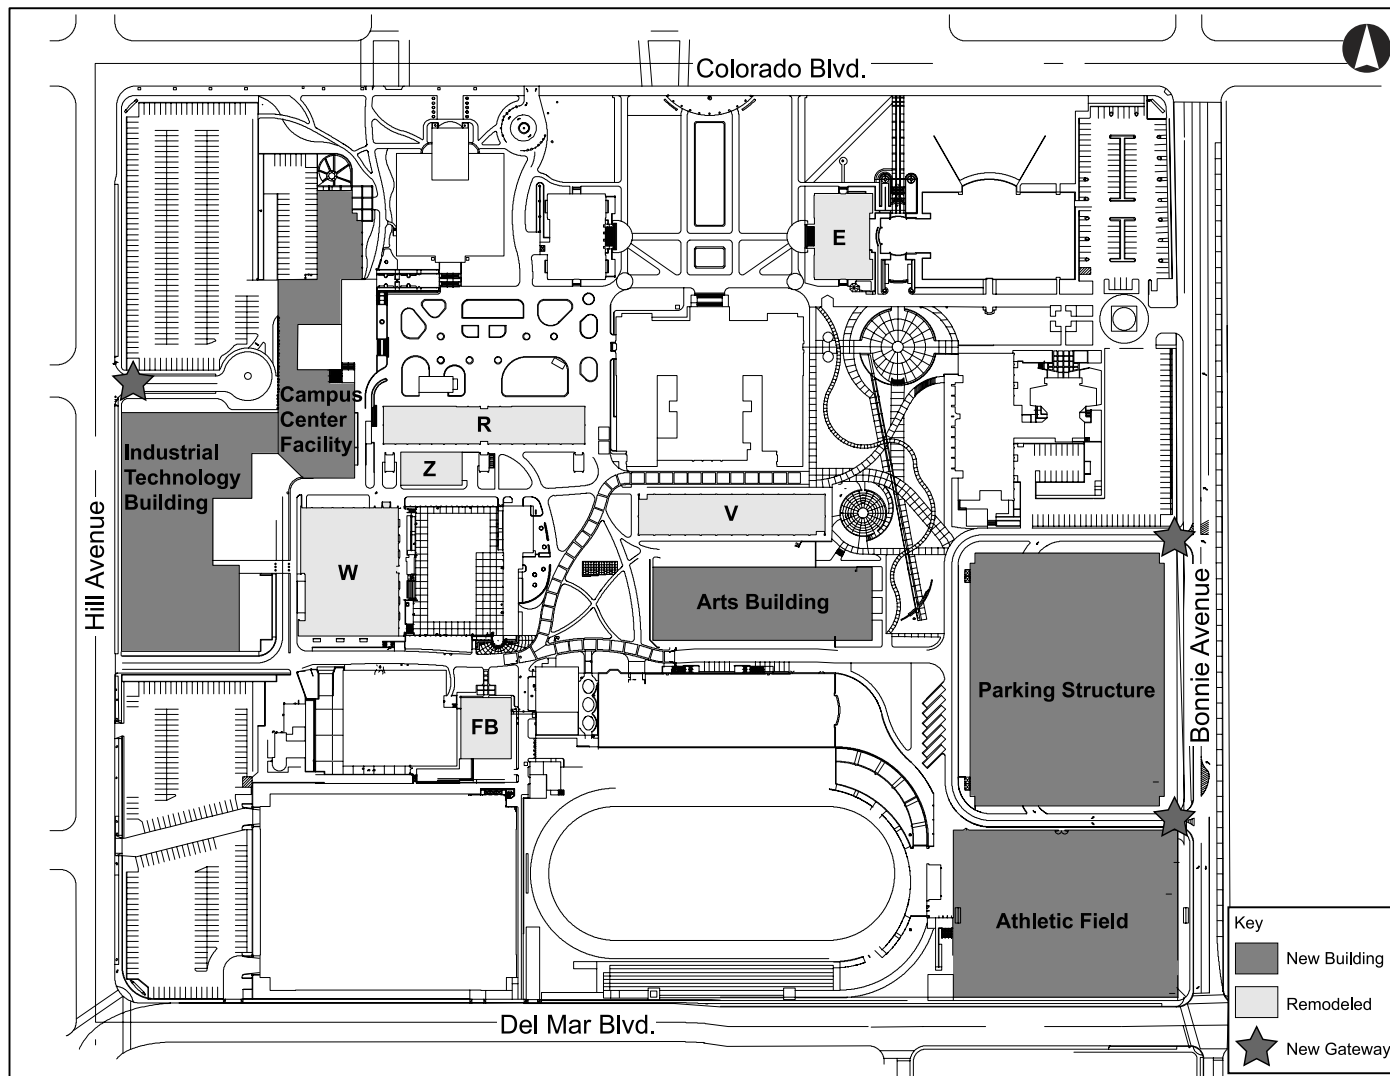 Colorado Blvd.
E
Campus
Center
Facility
R
Industrial
Technology
Building
Z
V
Hill Avenue
W
Arts Building
Bonnie Avenue
Parking Structure
FB
Athletic Field
Key
New Building
Remodeled
New Gateway
Del Mar Blvd.